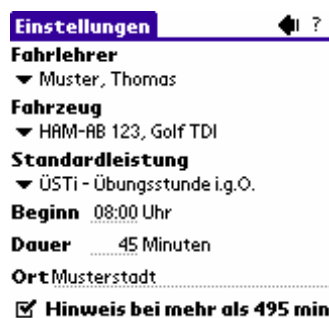 Einstellungen ?
Fahrlehrer
Muster, Thomas
Fahrzeug
HAM-AB 123, Golf TDI
Standardleistung
ÜSTi - Übungsstunde i.g.O.
Beginn 08:00 Uhr
Dauer 45 Minuten
Ort Musterstadt
Hinweis bei mehr als 495 min